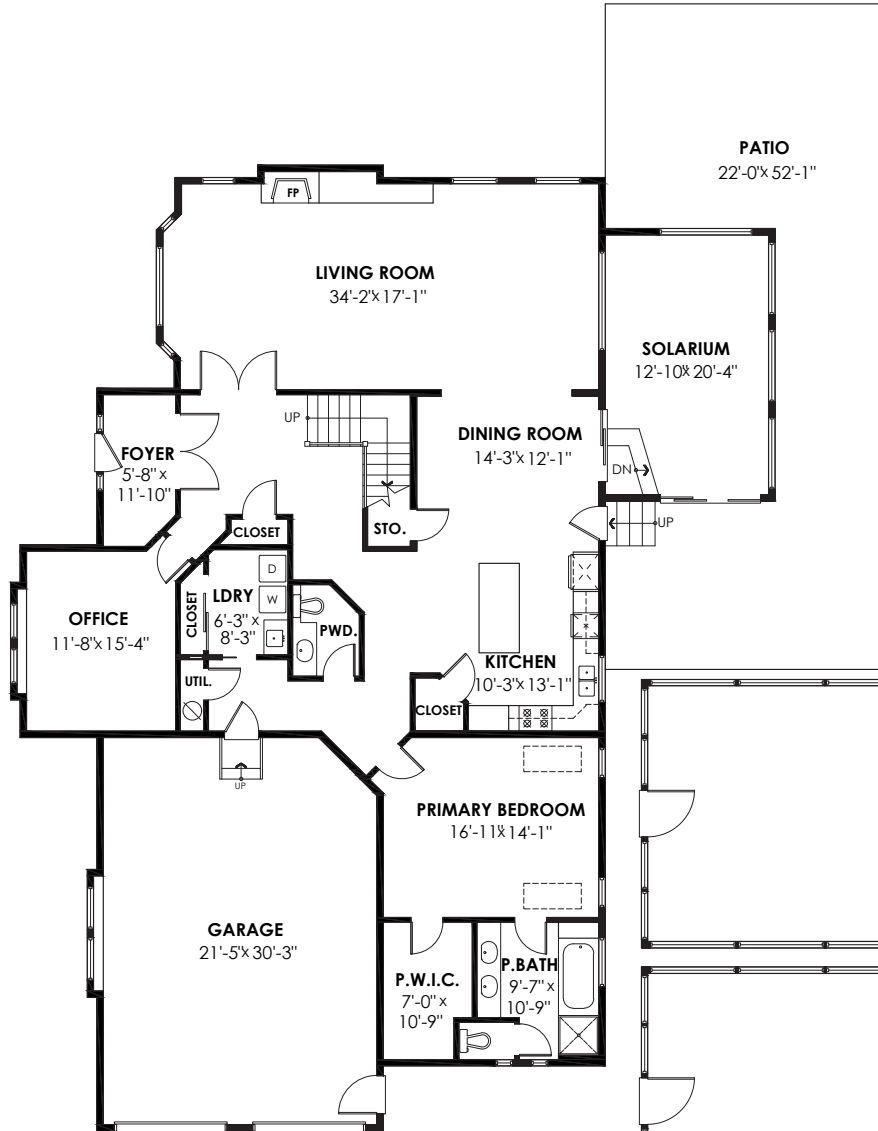 PATIO
22'-0"x 52'-1"
FP
LIVING ROOM
34'-2"x 17'-1"
SOLARIUM
12'-10"x 20'-4"
UP
FOYER
5'-8" x
11'-10"
DINING ROOM
14'-3"x 12'-1"
DN
UP
CLOSET
STO.
D
W
LDRY
6'-3" x
8'-3"
CLOSET
OFFICE
11'-8"x 15'-4"
PWD.
KITCHEN
10'-3"x 13'-1"
UTIL.
CLOSET
UP
PRIMARY BEDROOM
16'-11"x 14'-1"
GARAGE
21'-5"x 30'-3"
P.W.I.C.
7'-0" x
10'-9"
P.BATH
9'-7" x
10'-9"